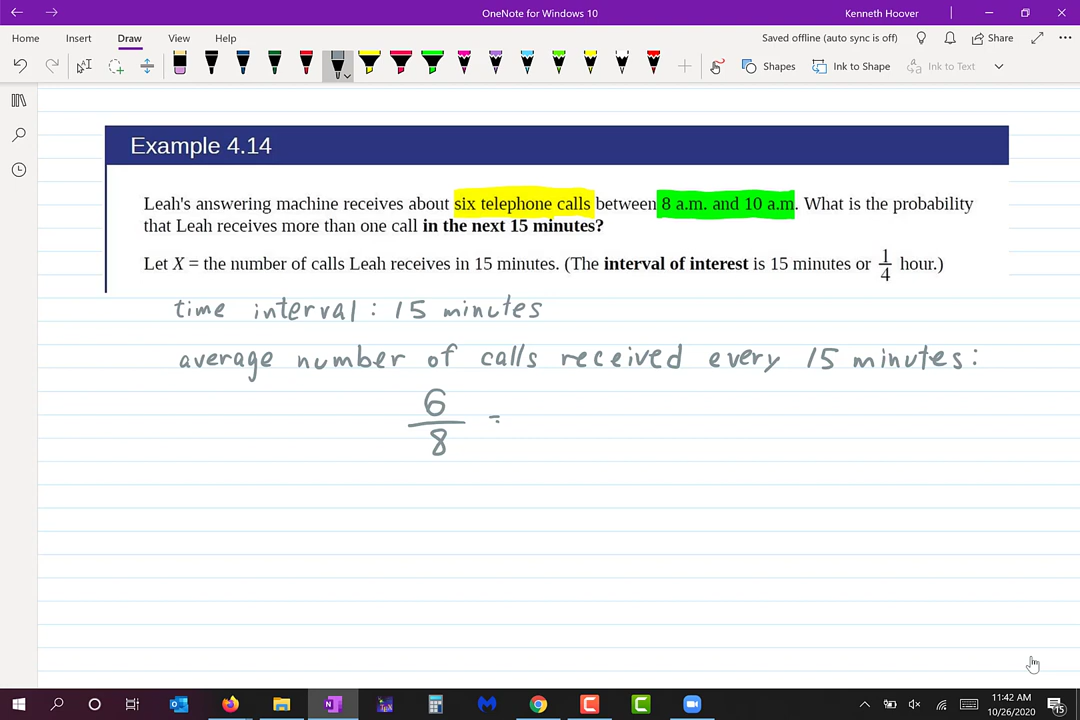 OneNote for Windows 10
Kenneth Hoover
Home Insert Draw View Help
Saved offline (auto sync is off)
Share
Shapes
Ink to Shape
Ink to Text
Example 4.14
Leah's answering machine receives about six telephone calls between 8 a.m. and 10 a.m. What is the probability
that Leah receives more than one call in the next 15 minutes?
Let X = the number of calls Leah receives in 15 minutes. (The interval of interest is 15 minutes or 1/4 hour.)
time interval: 15 minutes
average number of calls received every 15 minutes:
6/8 =
11:42 AM
10/26/2020
15